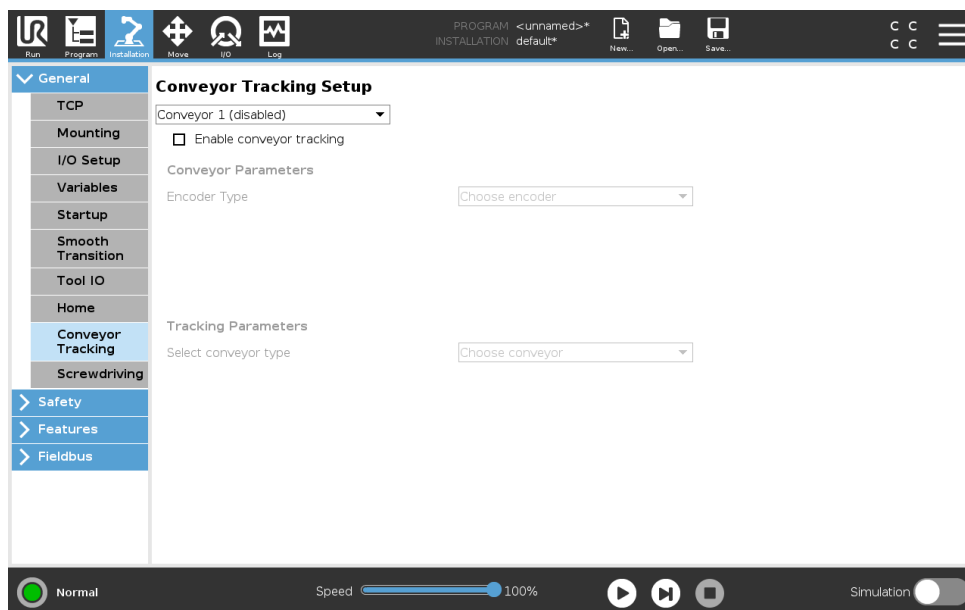 PROGRAM <unnamed>*
INSTALLATION default*
UR
Run
Program
Installation
Move
I/O
Log
New...
Open...
Save...
C C
C C
General
TCP
Mounting
I/O Setup
Variables
Startup
Smooth
Transition
Tool IO
Home
Conveyor
Tracking
Screwdriving
Safety
Features
Fieldbus
Conveyor Tracking Setup
Conveyor 1 (disabled)
Enable conveyor tracking
Conveyor Parameters
Encoder Type
Choose encoder
Tracking Parameters
Select conveyor type
Choose conveyor
Normal
Speed
100%
Simulation